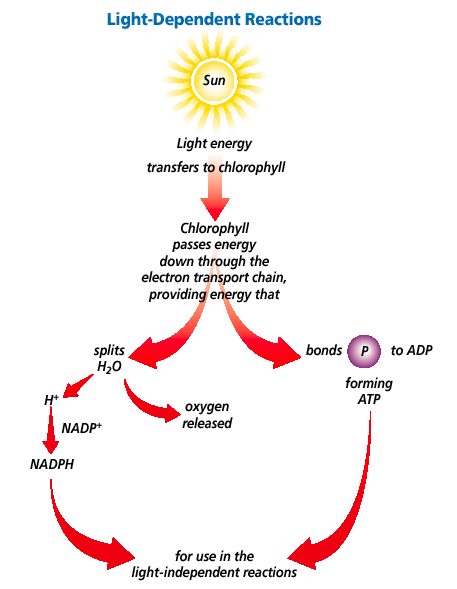 Light-Dependent Reactions
Sun
Light energy
transfers to chlorophyll
Chlorophyll
passes energy
down through the
electron transport chain,
providing energy that
splits
H₂O
bonds P to ADP
forming
ATP
H⁺
oxygen
released
NADP⁺
NADPH
for use in the
light-independent reactions